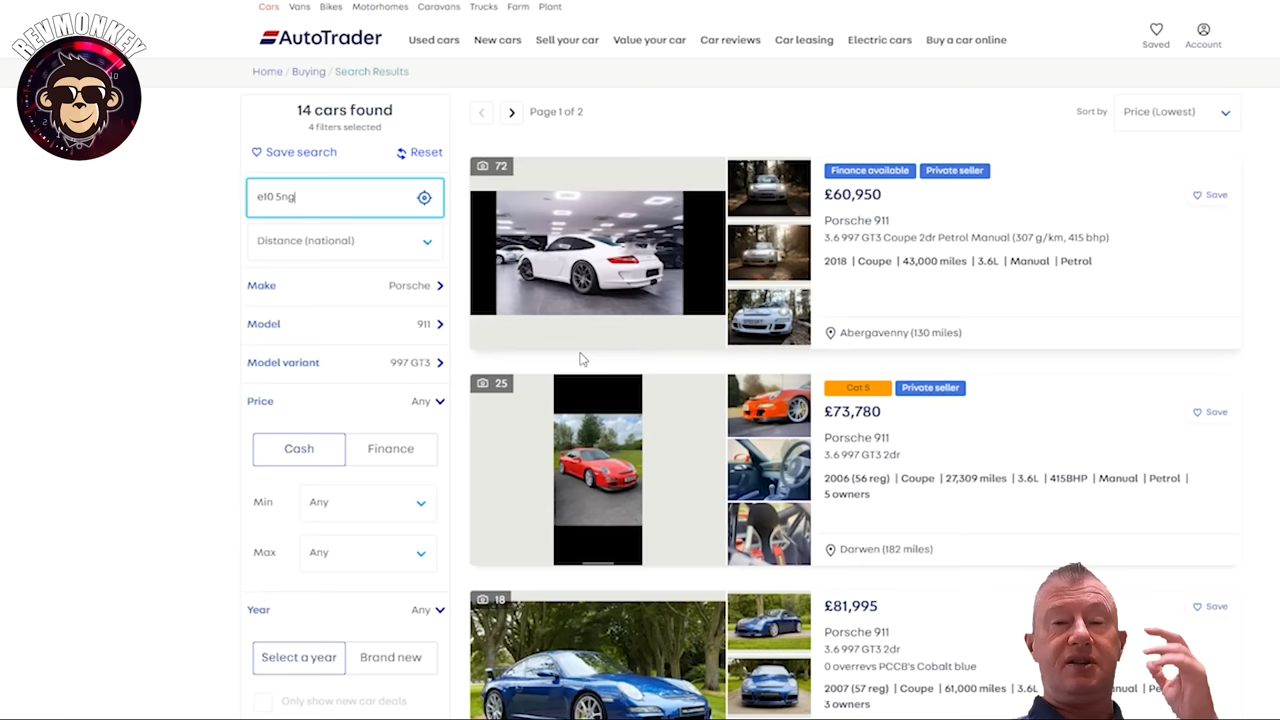 REVMONKEY
Cars Vans Bikes Motorhomes Caravans Trucks Farm Plant
AutoTrader
Used cars New cars Sell your car Value your car Car reviews Car leasing Electric cars Buy a car online
Saved Account
Home / Buying / Search Results
14 cars found
4 filters selected
Save search Reset
e10 5ng
Distance (national)
Make Porsche
Model 911
Model variant 997 GT3
Price Any
Cash Finance
Min Any
Max Any
Year Any
Select a year Brand new
Only show new car deals
Page 1 of 2
Sort by Price (Lowest)
72
Finance available Private seller
£60,950
Save
Porsche 911
3.6 997 GT3 Coupe 2dr Petrol Manual (307 g/km, 415 bhp)
2018 | Coupe | 43,000 miles | 3.6L | Manual | Petrol
Abergavenny (130 miles)
25
Cat S Private seller
£73,780
Save
Porsche 911
3.6 997 GT3 2dr
2006 (56 reg) | Coupe | 27,309 miles | 3.6L | 415BHP | Manual | Petrol |
5 owners
Darwen (182 miles)
18
£81,995
Save
Porsche 911
3.6 997 GT3 2dr
0 overrevs PCCB's Cobalt blue
2007 (57 reg) | Coupe | 61,000 miles | 3.6L
3 owners